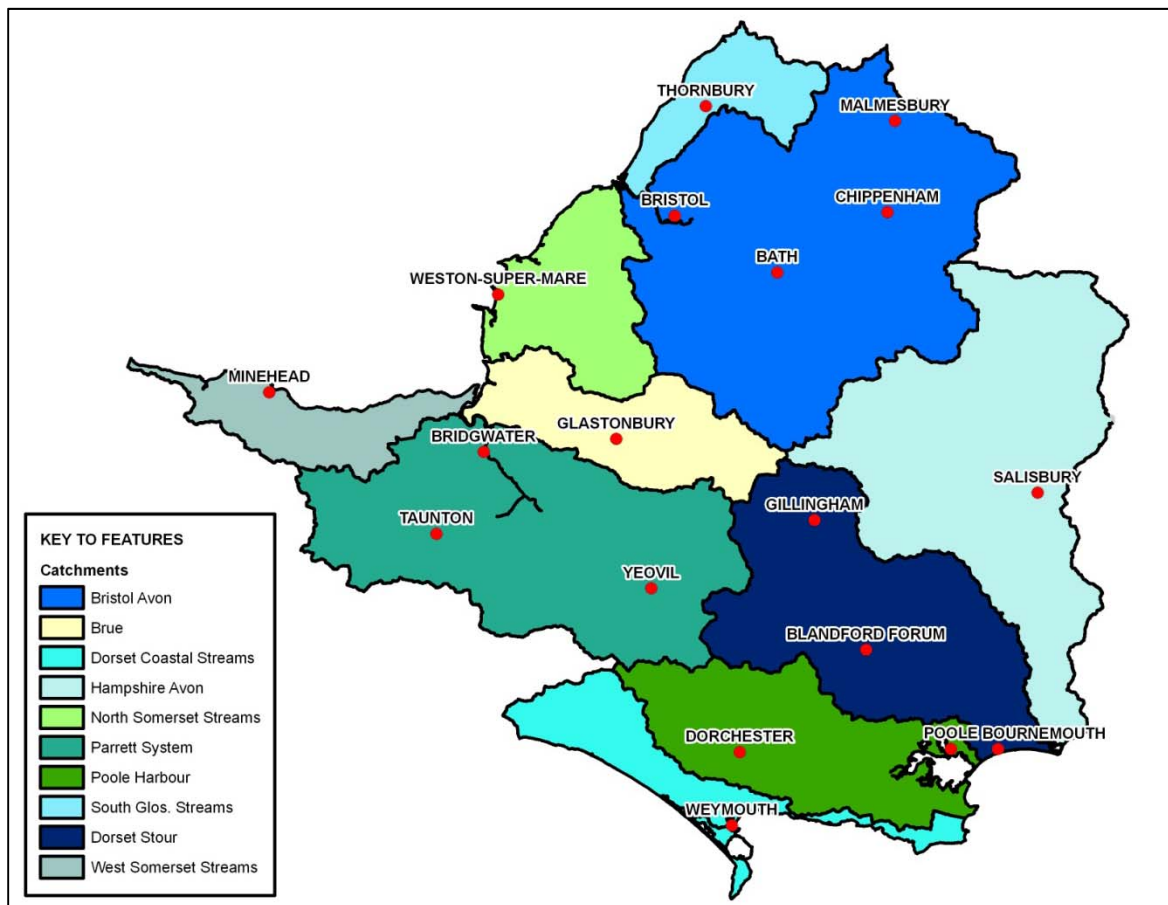 THORNBURY
MALMESBURY
BRISTOL
CHIPPENHAM
BATH
WESTON-SUPER-MARE
MINEHEAD
GLASTONBURY
BRIDGWATER
SALISBURY
GILLINGHAM
TAUNTON
YEOVIL
BLANDFORD FORUM
DORCHESTER
POOLE BOURNEMOUTH
WEYMOUTH
KEY TO FEATURES
Catchments
Bristol Avon
Brue
Dorset Coastal Streams
Hampshire Avon
North Somerset Streams
Parrett System
Poole Harbour
South Glos. Streams
Dorset Stour
West Somerset Streams